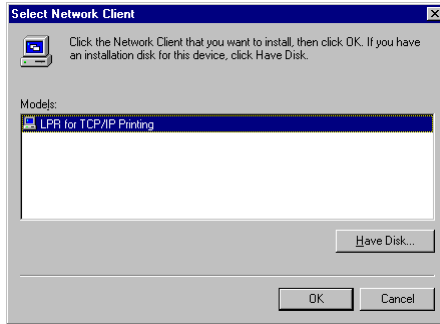 Select Network Client
Click the Network Client that you want to install, then click OK. If you have
an installation disk for this device, click Have Disk.
Models:
LPR for TCP/IP Printing
Have Disk...
OK
Cancel